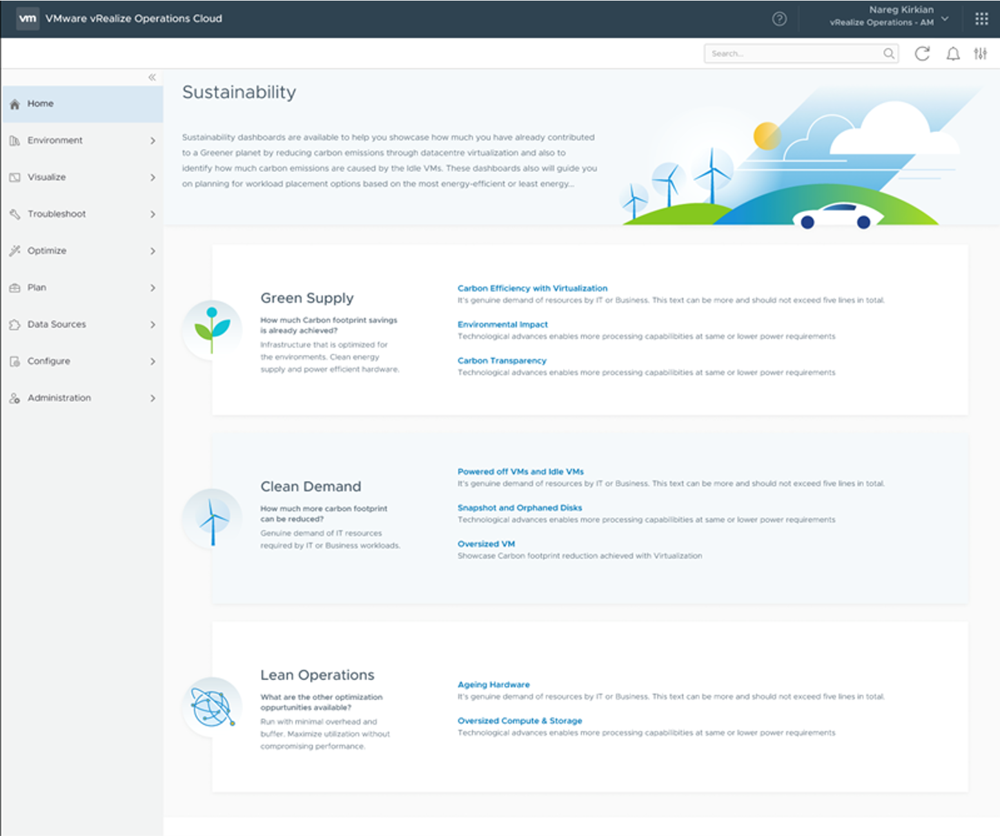 vm VMware vRealize Operations Cloud
Nareg Kirkian
vRealize Operations - AM
Search...
Home
Environment
Visualize
Troubleshoot
Optimize
Plan
Data Sources
Configure
Administration
Sustainability
Sustainability dashboards are available to help you showcase how much you have already contributed
to a Greener planet by reducing carbon emissions through datacentre virtualization and also to
identify how much carbon emissions are caused by the Idle VMs. These dashboards also will guide you
on planning for workload placement options based on the most energy-efficient or least energy...
Green Supply
How much Carbon footprint savings
is already achieved?
Infrastructure that is optimized for
the environments. Clean energy
supply and power efficient hardware.
Carbon Efficiency with Virtualization
It's genuine demand of resources by IT or Business. This text can be more and should not exceed five lines in total.
Environmental Impact
Technological advances enables more processing capabilibities at same or lower power requirements
Carbon Transparency
Technological advances enables more processing capabilibities at same or lower power requirements
Clean Demand
How much more carbon footprint
can be reduced?
Genuine demand of IT resources
required by IT or Business workloads.
Powered off VMs and Idle VMs
It's genuine demand of resources by IT or Business. This text can be more and should not exceed five lines in total.
Snapshot and Orphaned Disks
Technological advances enables more processing capabilibities at same or lower power requirements
Oversized VM
Showcase Carbon footprint reduction achieved with Virtualization
Lean Operations
What are the other optimization
oppurtunities available?
Run with minimal overhead and
buffer. Maximize utilization without
compromising performance.
Ageing Hardware
It's genuine demand of resources by IT or Business. This text can be more and should not exceed five lines in total.
Oversized Compute & Storage
Technological advances enables more processing capabilibities at same or lower power requirements